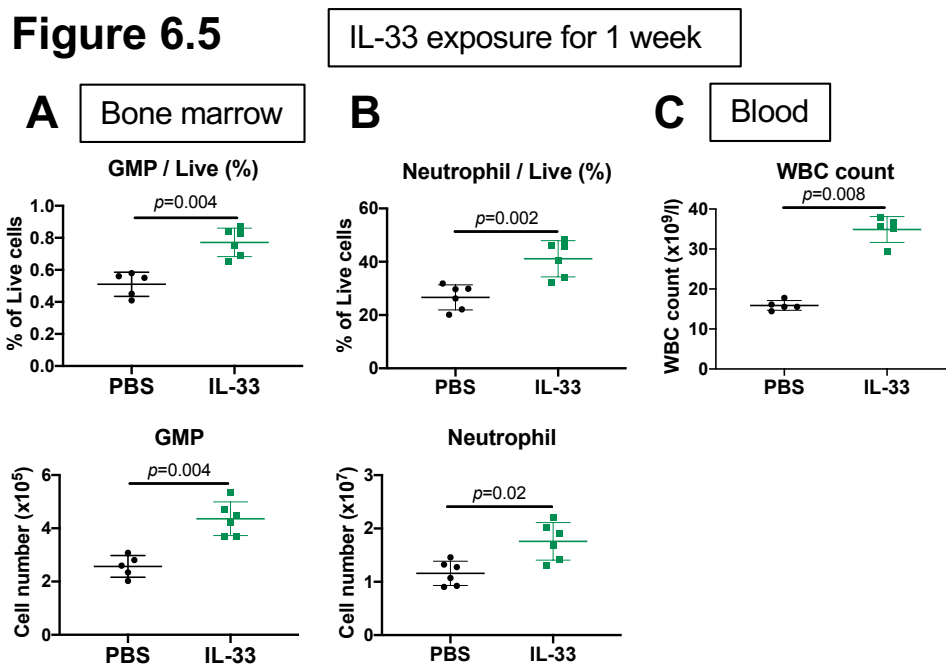 Figure 6.5
IL-33 exposure for 1 week
A
Bone marrow
B
C
Blood
GMP / Live (%)
p=0.004
% of Live cells
1.0
0.8
0.6
0.4
0.2
0.0
PBS
IL-33
Neutrophil / Live (%)
p=0.002
% of Live cells
60
40
20
0
PBS
IL-33
WBC count
p=0.008
WBC count (x10⁹/l)
40
30
20
10
0
PBS
IL-33
GMP
p=0.004
Cell number (x10⁵)
6
4
2
0
PBS
IL-33
Neutrophil
p=0.02
Cell number (x10⁷)
3
2
1
0
PBS
IL-33